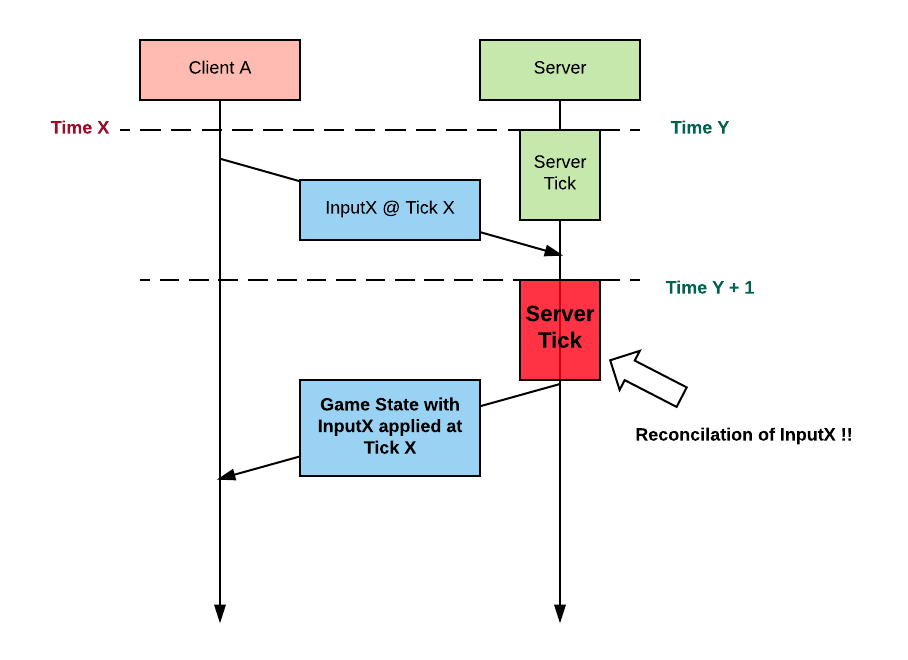 Client A
Server
Time X
Time Y
Server
Tick
InputX @ Tick X
Time Y + 1
Server
Tick
Game State with
InputX applied at
Tick X
Reconcilation of InputX !!